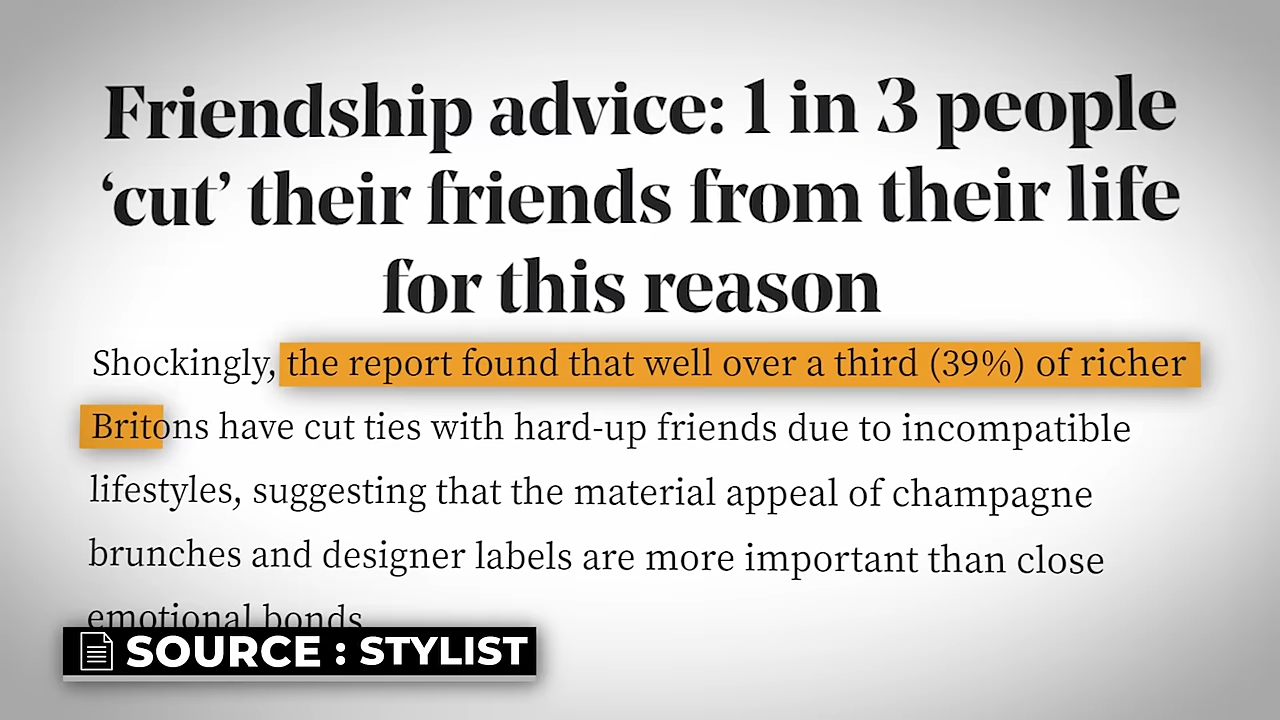 Friendship advice: 1 in 3 people
‘cut’ their friends from their life
for this reason
Shockingly, the report found that well over a third (39%) of richer
Britons have cut ties with hard-up friends due to incompatible
lifestyles, suggesting that the material appeal of champagne
brunches and designer labels are more important than close
emotional bonds
SOURCE : STYLIST